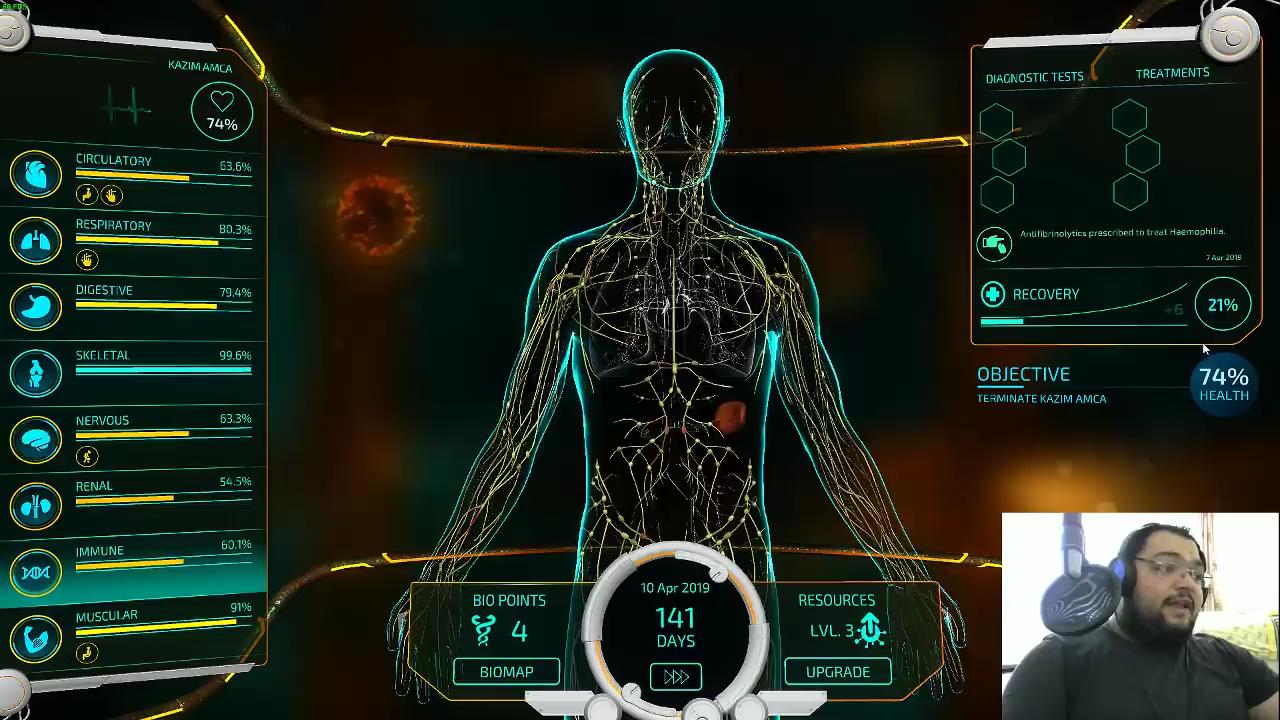 60 FPS
KAZIM AMCA
74%
CIRCULATORY 63.6%
RESPIRATORY 80.3%
DIGESTIVE 79.4%
SKELETAL 99.6%
NERVOUS 63.3%
RENAL 54.5%
IMMUNE 60.1%
MUSCULAR 91%
DIAGNOSTIC TESTS TREATMENTS
Antifibrinolytics prescribed to treat Haemophilia.
7 Apr 2019
RECOVERY +6 21%
OBJECTIVE
TERMINATE KAZIM AMCA
74%
HEALTH
BIO POINTS
4
BIOMAP
10 Apr 2019
141
DAYS
RESOURCES
LVL. 3
UPGRADE